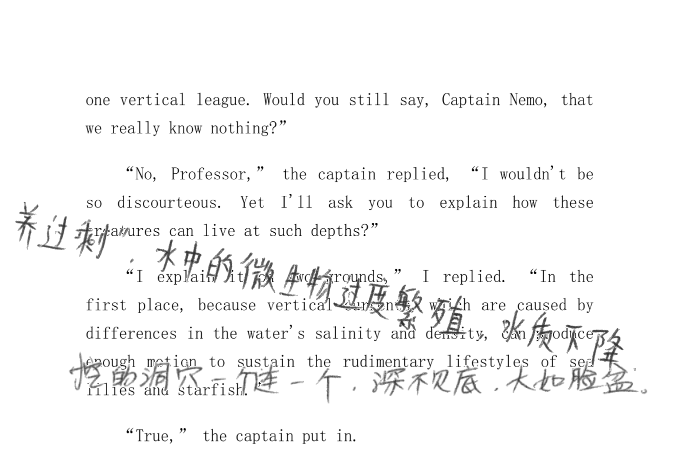 one vertical league. Would you still say, Captain Nemo, that
we really know nothing?”
“No, Professor,” the captain replied, “I wouldn't be
so discourteous. Yet I'll ask you to explain how these
creatures can live at such depths?”
养过剩”，水中的微生物过度繁殖，水质下降
“I explain it on two grounds,” I replied. “In the
first place, because vertical currents, which are caused by
differences in the water's salinity and density, can produce
enough motion to sustain the rudimentary lifestyles of sea
lilies and starfish.”
的洞穴一个连一个，深不见底，大如脸盆。
“True,” the captain put in.